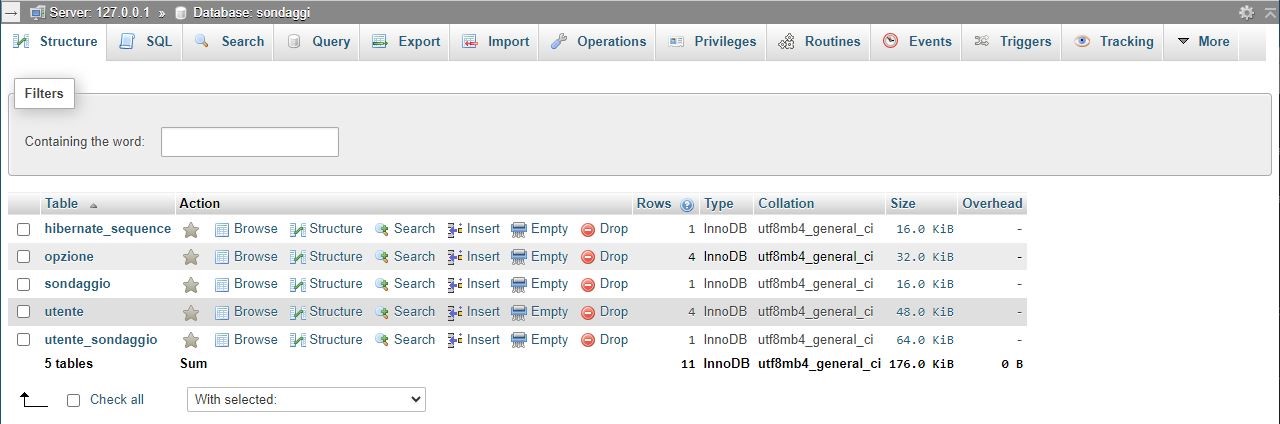 Server: 127.0.0.1 » Database: sondaggi
Structure SQL Search Query Export Import Operations Privileges Routines Events Triggers Tracking More
Filters
Containing the word:
Table Action Rows Type Collation Size Overhead
hibernate_sequence Browse Structure Search Insert Empty Drop 1 InnoDB utf8mb4_general_ci 16.0 KiB -
opzione Browse Structure Search Insert Empty Drop 4 InnoDB utf8mb4_general_ci 32.0 KiB -
sondaggio Browse Structure Search Insert Empty Drop 1 InnoDB utf8mb4_general_ci 16.0 KiB -
utente Browse Structure Search Insert Empty Drop 4 InnoDB utf8mb4_general_ci 48.0 KiB -
utente_sondaggio Browse Structure Search Insert Empty Drop 1 InnoDB utf8mb4_general_ci 64.0 KiB -
5 tables Sum 11 InnoDB utf8mb4_general_ci 176.0 KiB 0 B
Check all With selected: